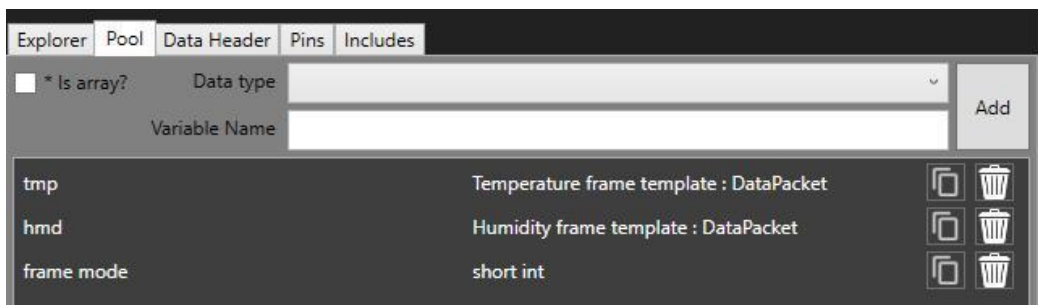 Explorer Pool Data Header Pins Includes
* Is array? Data type
Add
Variable Name
tmp Temperature frame template : DataPacket
hmd Humidity frame template : DataPacket
frame mode short int